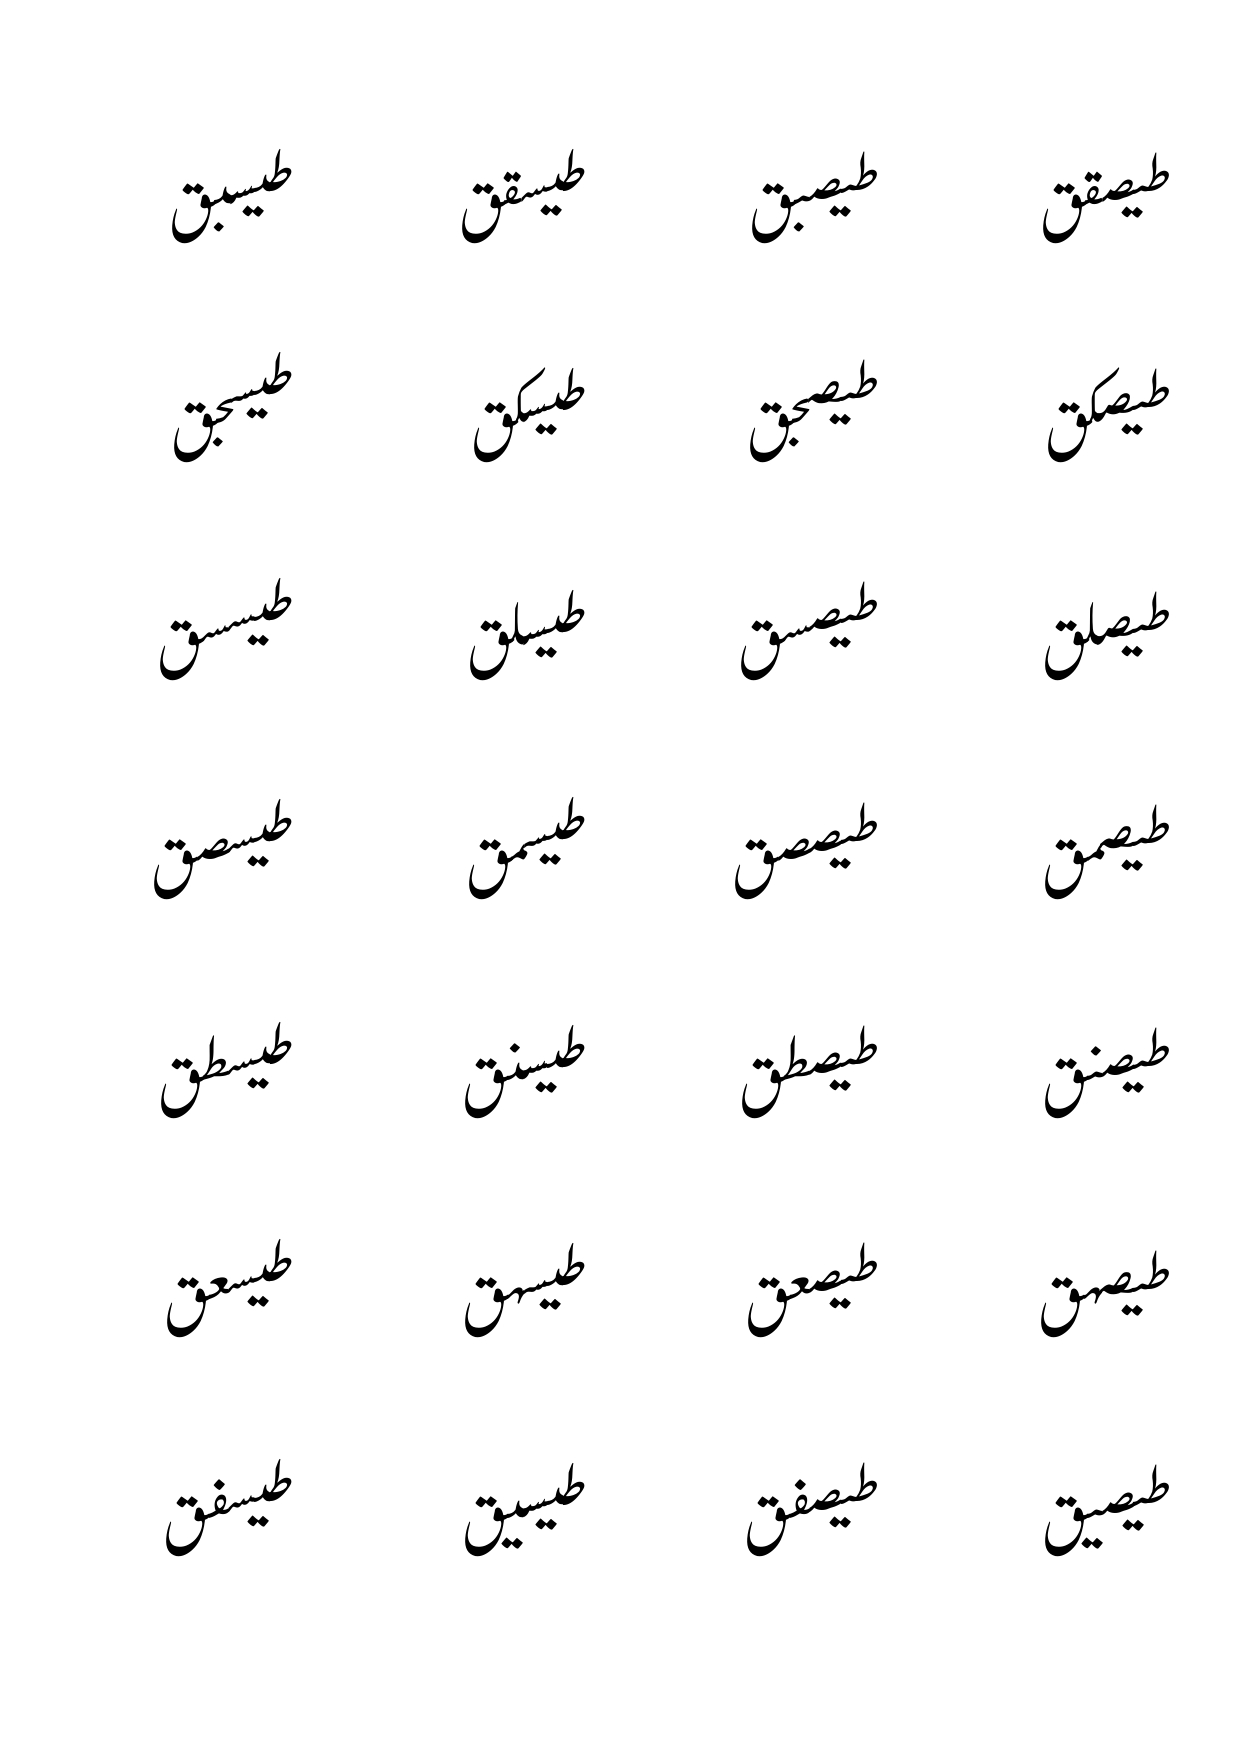 طيصقق طيصبق طيسقق طيسبق
طيصكق طيصجق طيسكق طيسجق
طيصلق طيصسق طيسلق طيسسق
طيصمق طيصصق طيسمق طيسصق
طيصنق طيصطق طيسنق طيسطق
طيصهق طيصعق طيسهق طيسعق
طيصيق طيصفق طيسيق طيسفق